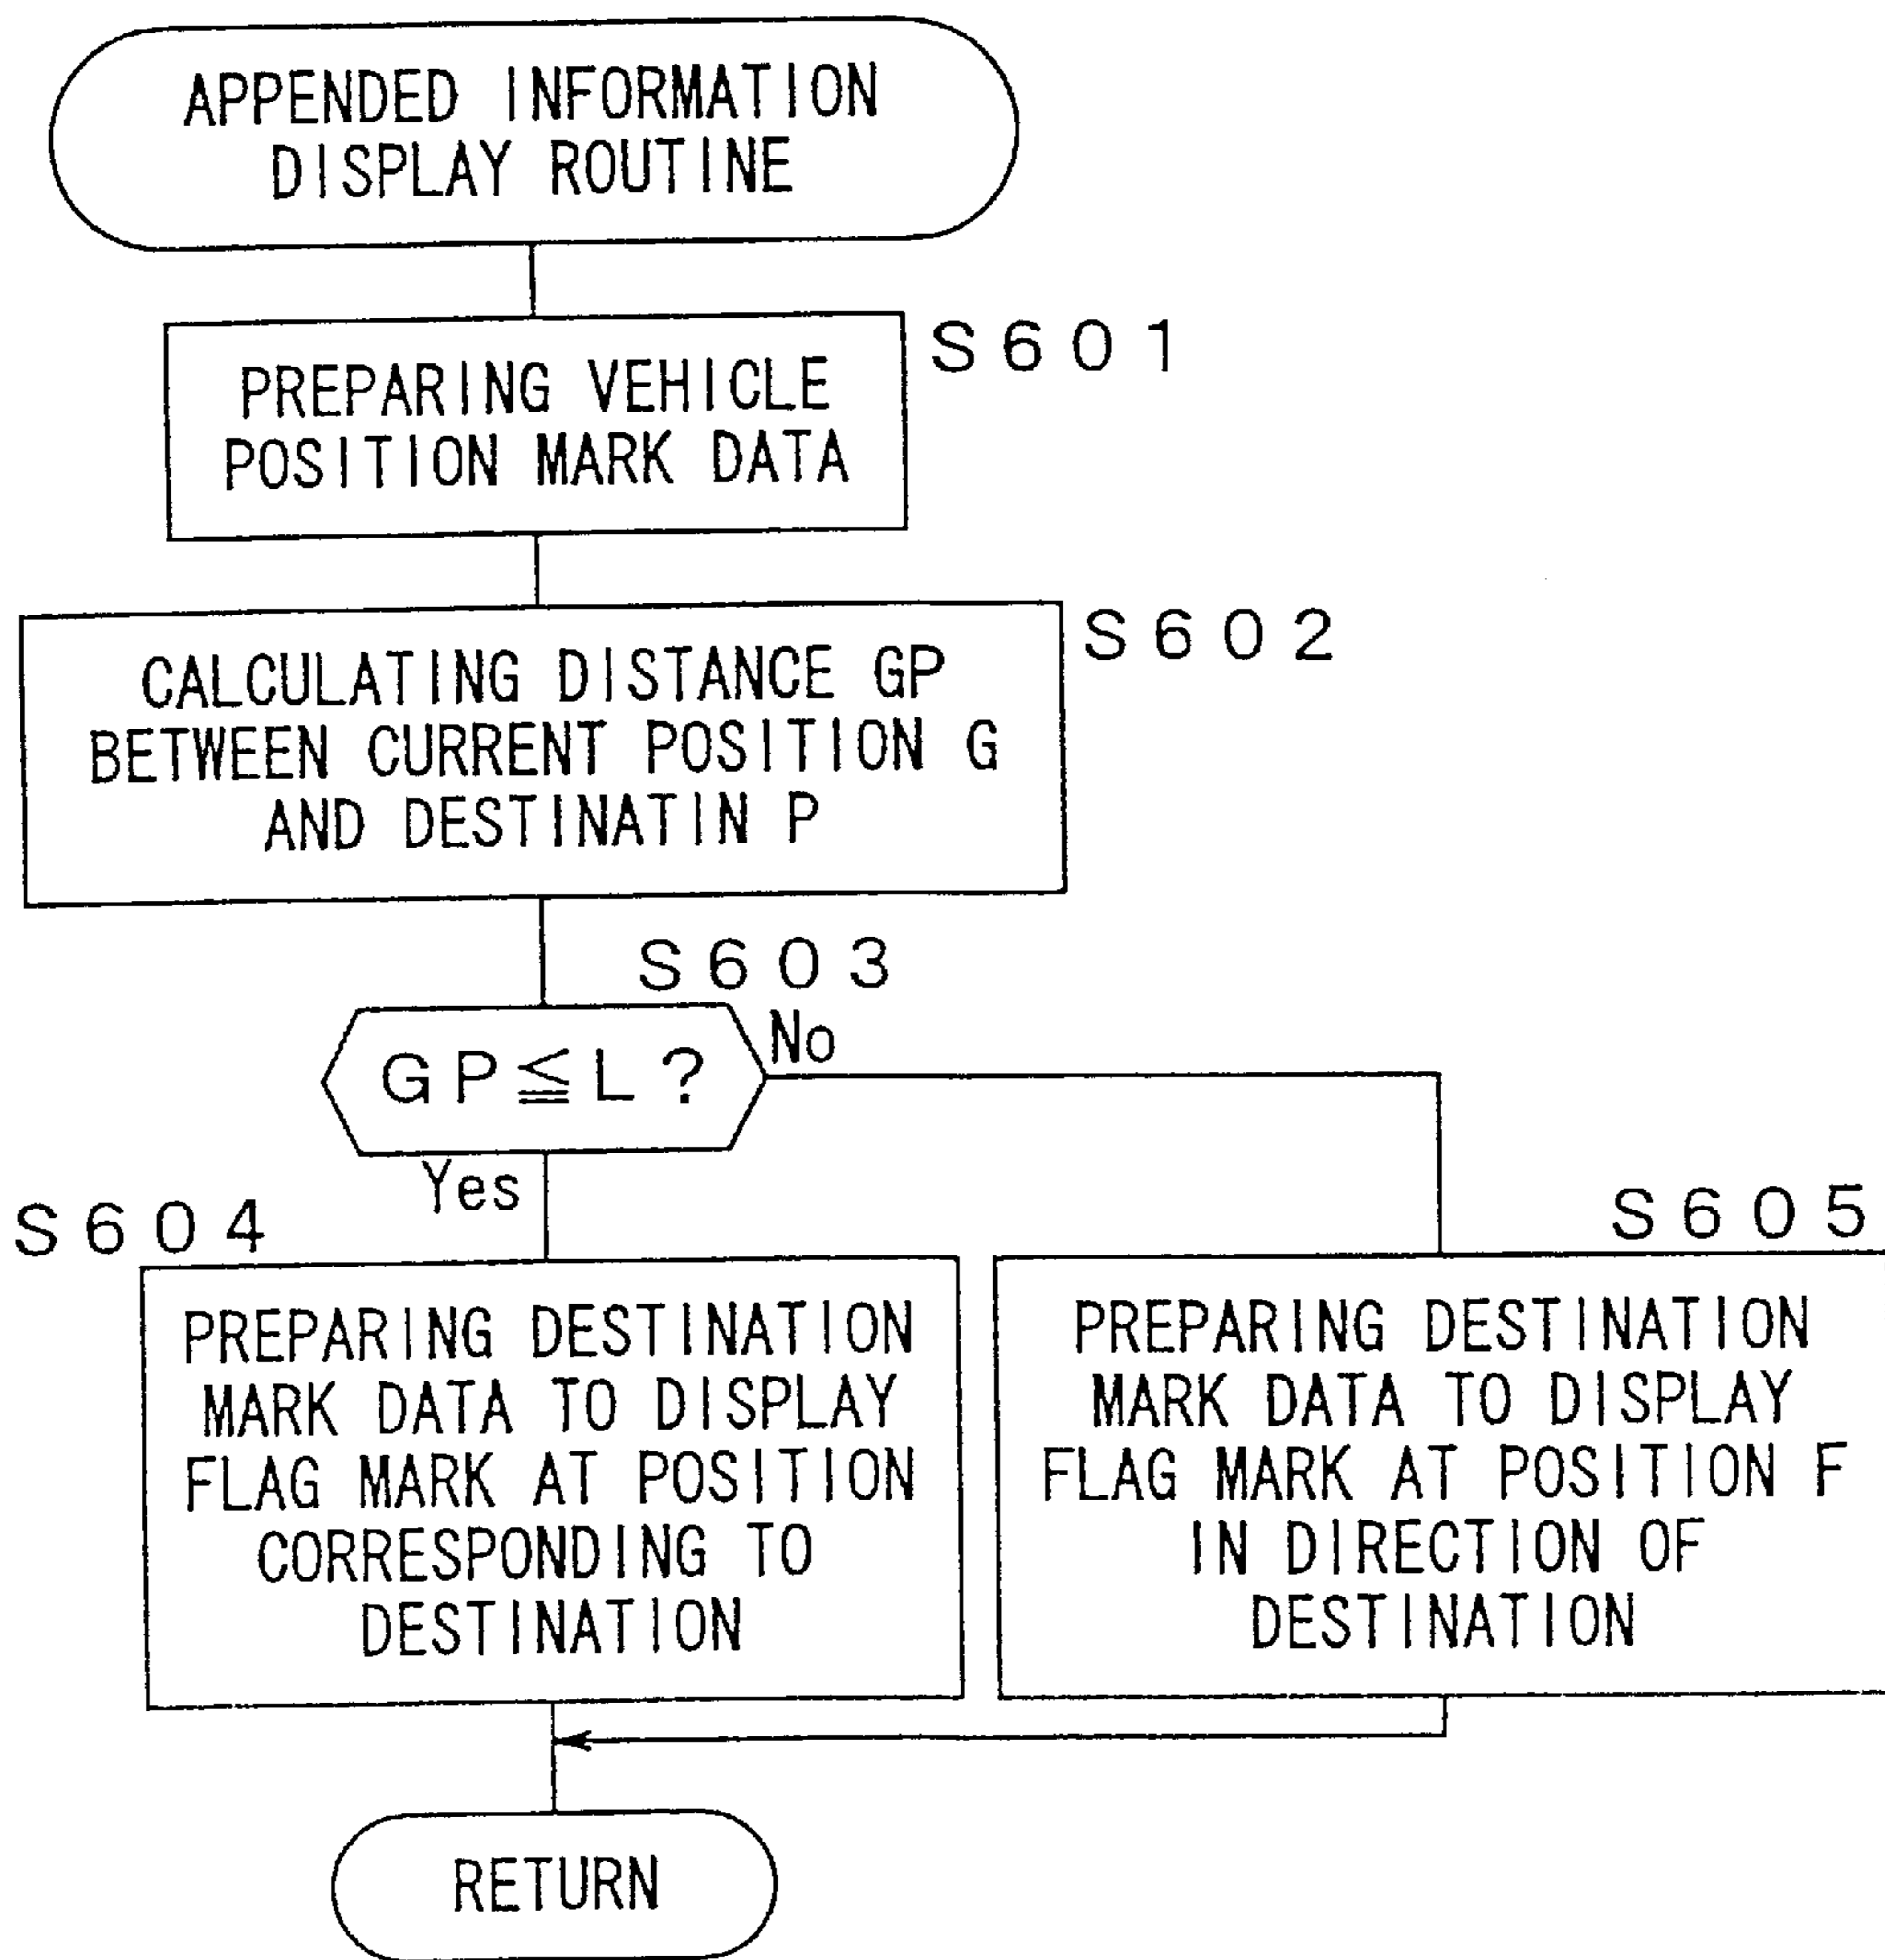 APPENDED INFORMATION
DISPLAY ROUTINE
S601
PREPARING VEHICLE
POSITION MARK DATA
S602
CALCULATING DISTANCE GP
BETWEEN CURRENT POSITION G
AND DESTINATIN P
S603
GP≦L?
No
Yes
S604
PREPARING DESTINATION
MARK DATA TO DISPLAY
FLAG MARK AT POSITION
CORRESPONDING TO
DESTINATION
S605
PREPARING DESTINATION
MARK DATA TO DISPLAY
FLAG MARK AT POSITION F
IN DIRECTION OF
DESTINATION
RETURN